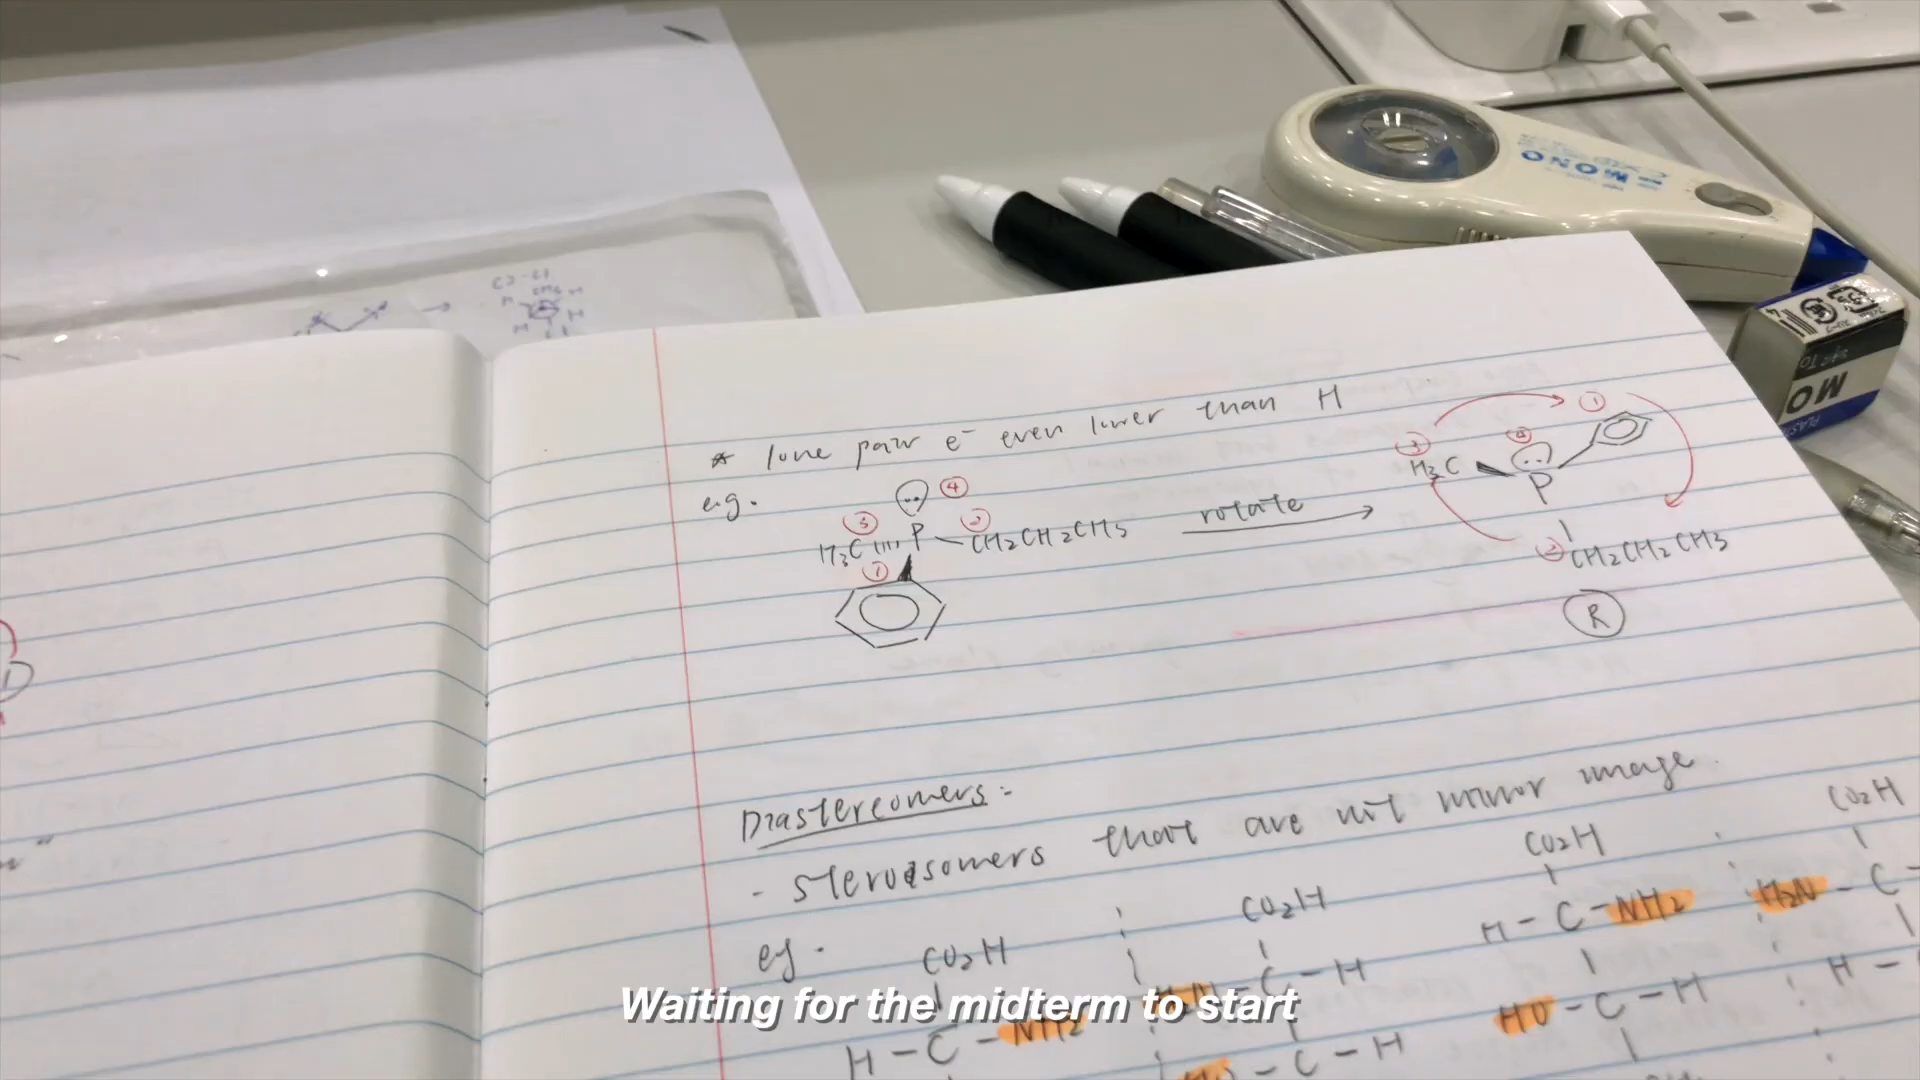 * lone pair e⁻ even lower than H
e.g.
④
③ ②
H₃C P CH₂CH₂CH₃
①
rotate
③ ④ ①
H₃C P
② CH₂CH₂CH₃
R
Diastereomers:
- steroisomers that are not mirror image.
eg.
CO₂H CO₂H CO₂H CO₂H
H-C-NH₂ C-H H-C-NH₂ H₂N-C-
HO-C-H C-H H-
Waiting for the midterm to start
MONO
MO